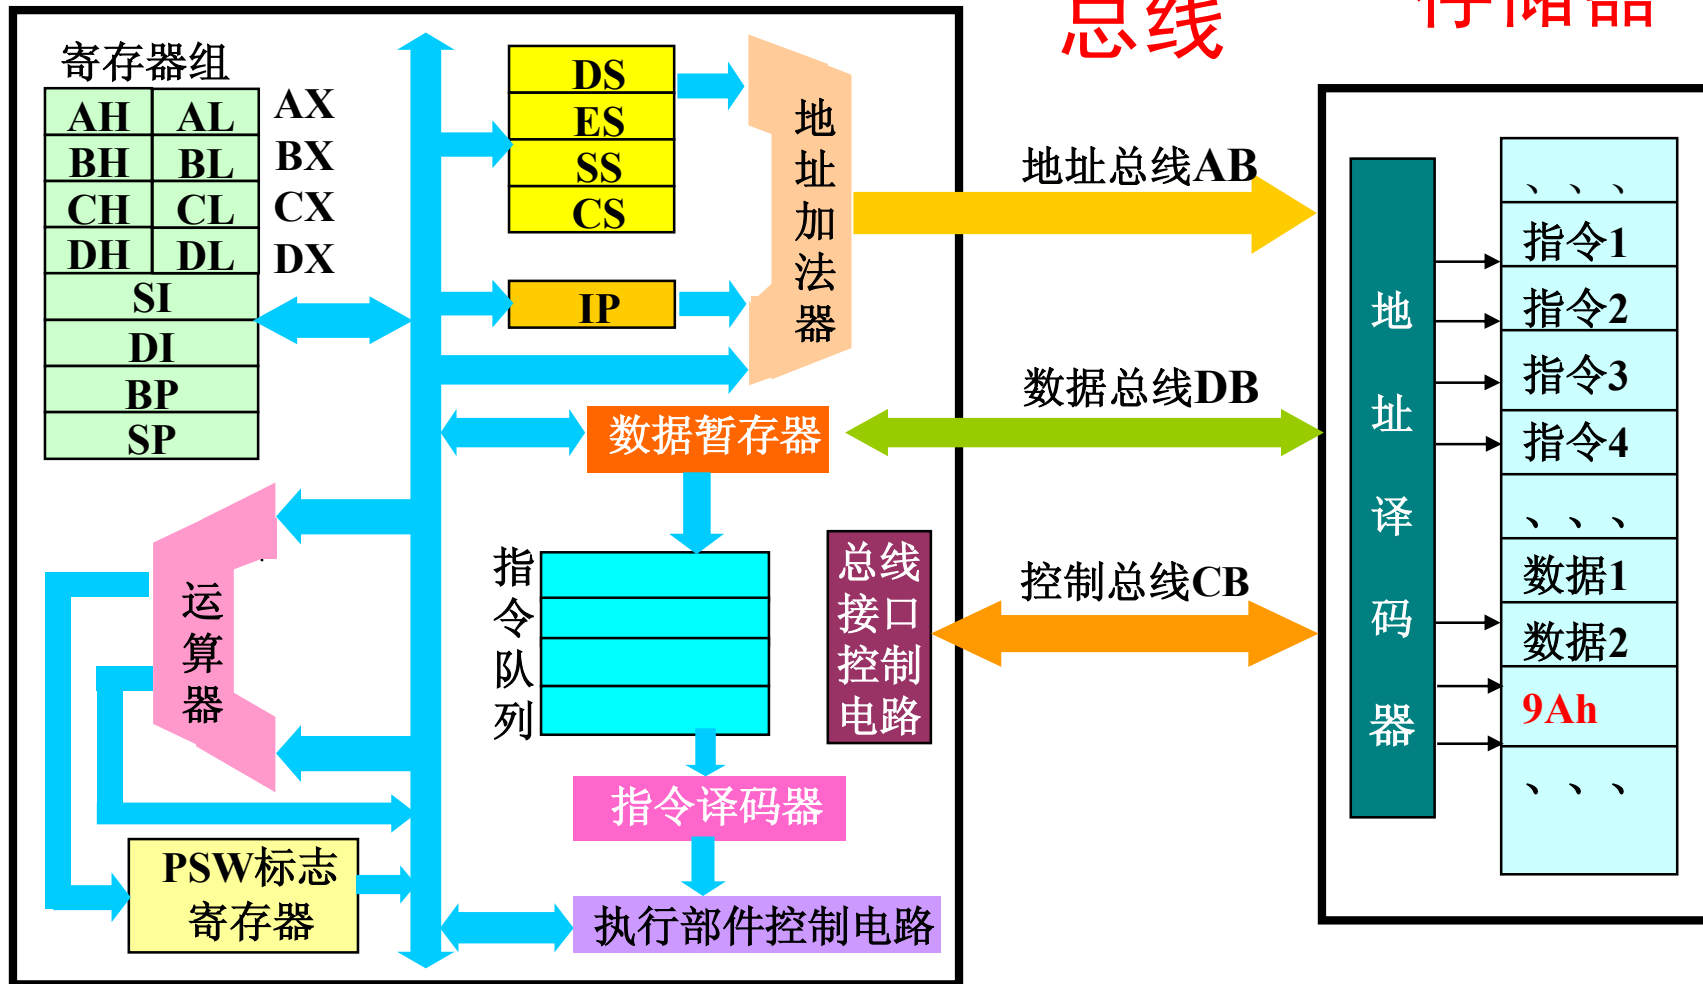 总线
存储器
寄存器组
AH AL AX
BH BL BX
CH CL CX
DH DL DX
SI
DI
BP
SP
DS
ES
SS
CS
IP
地址加法器
数据暂存器
指令队列
总线
接口
控制
电路
指令译码器
执行部件控制电路
运算器
PSW标志
寄存器
地址总线AB
数据总线DB
控制总线CB
地址译码器
、、、
指令1
指令2
指令3
指令4
、、、
数据1
数据2
9Ah
、、、